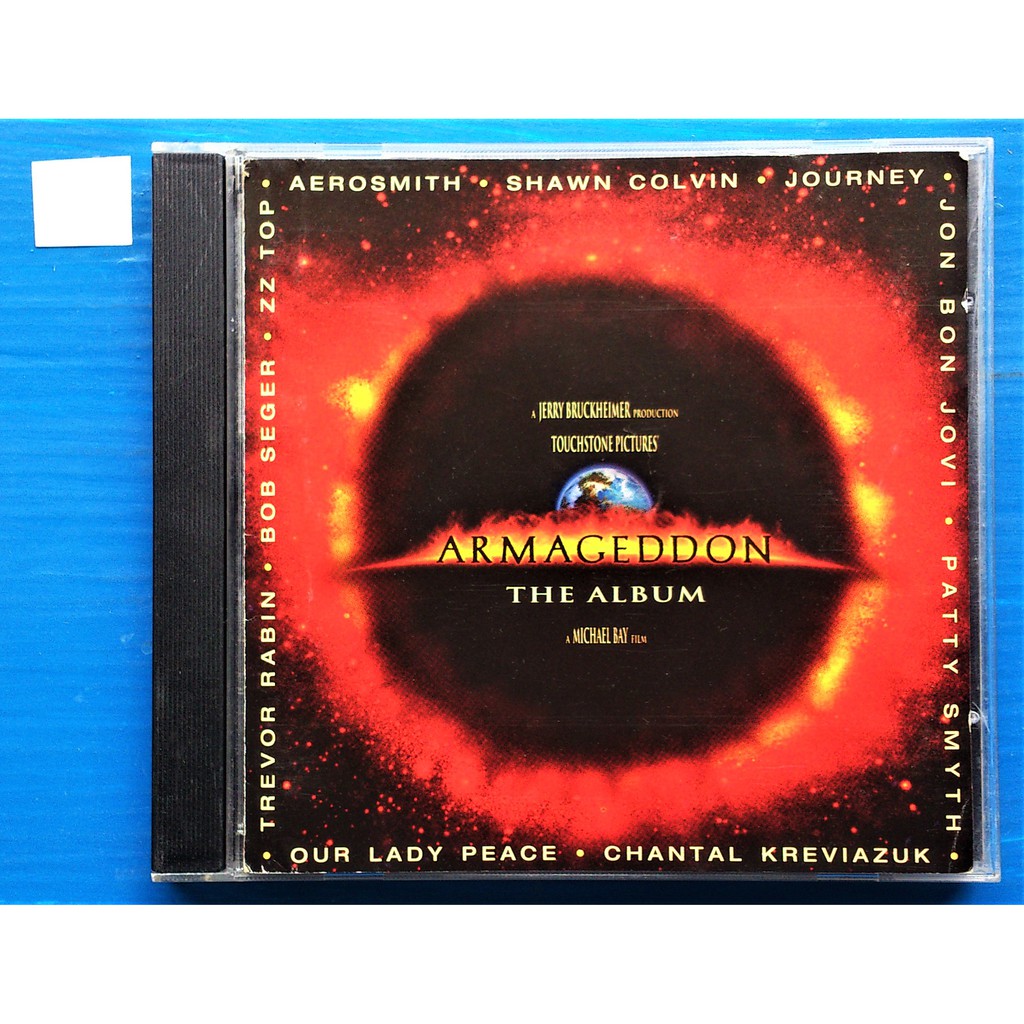 • AEROSMITH • SHAWN COLVIN • JOURNEY •
JON BON JOVI • PATTY SMYTH
A JERRY BRUCKHEIMER PRODUCTION
TOUCHSTONE PICTURES
ARMAGEDDON
THE ALBUM
A MICHAEL BAY FILM
• OUR LADY PEACE • CHANTAL KREVIAZUK •
TREVOR RABIN • BOB SEGER • ZZ TOP